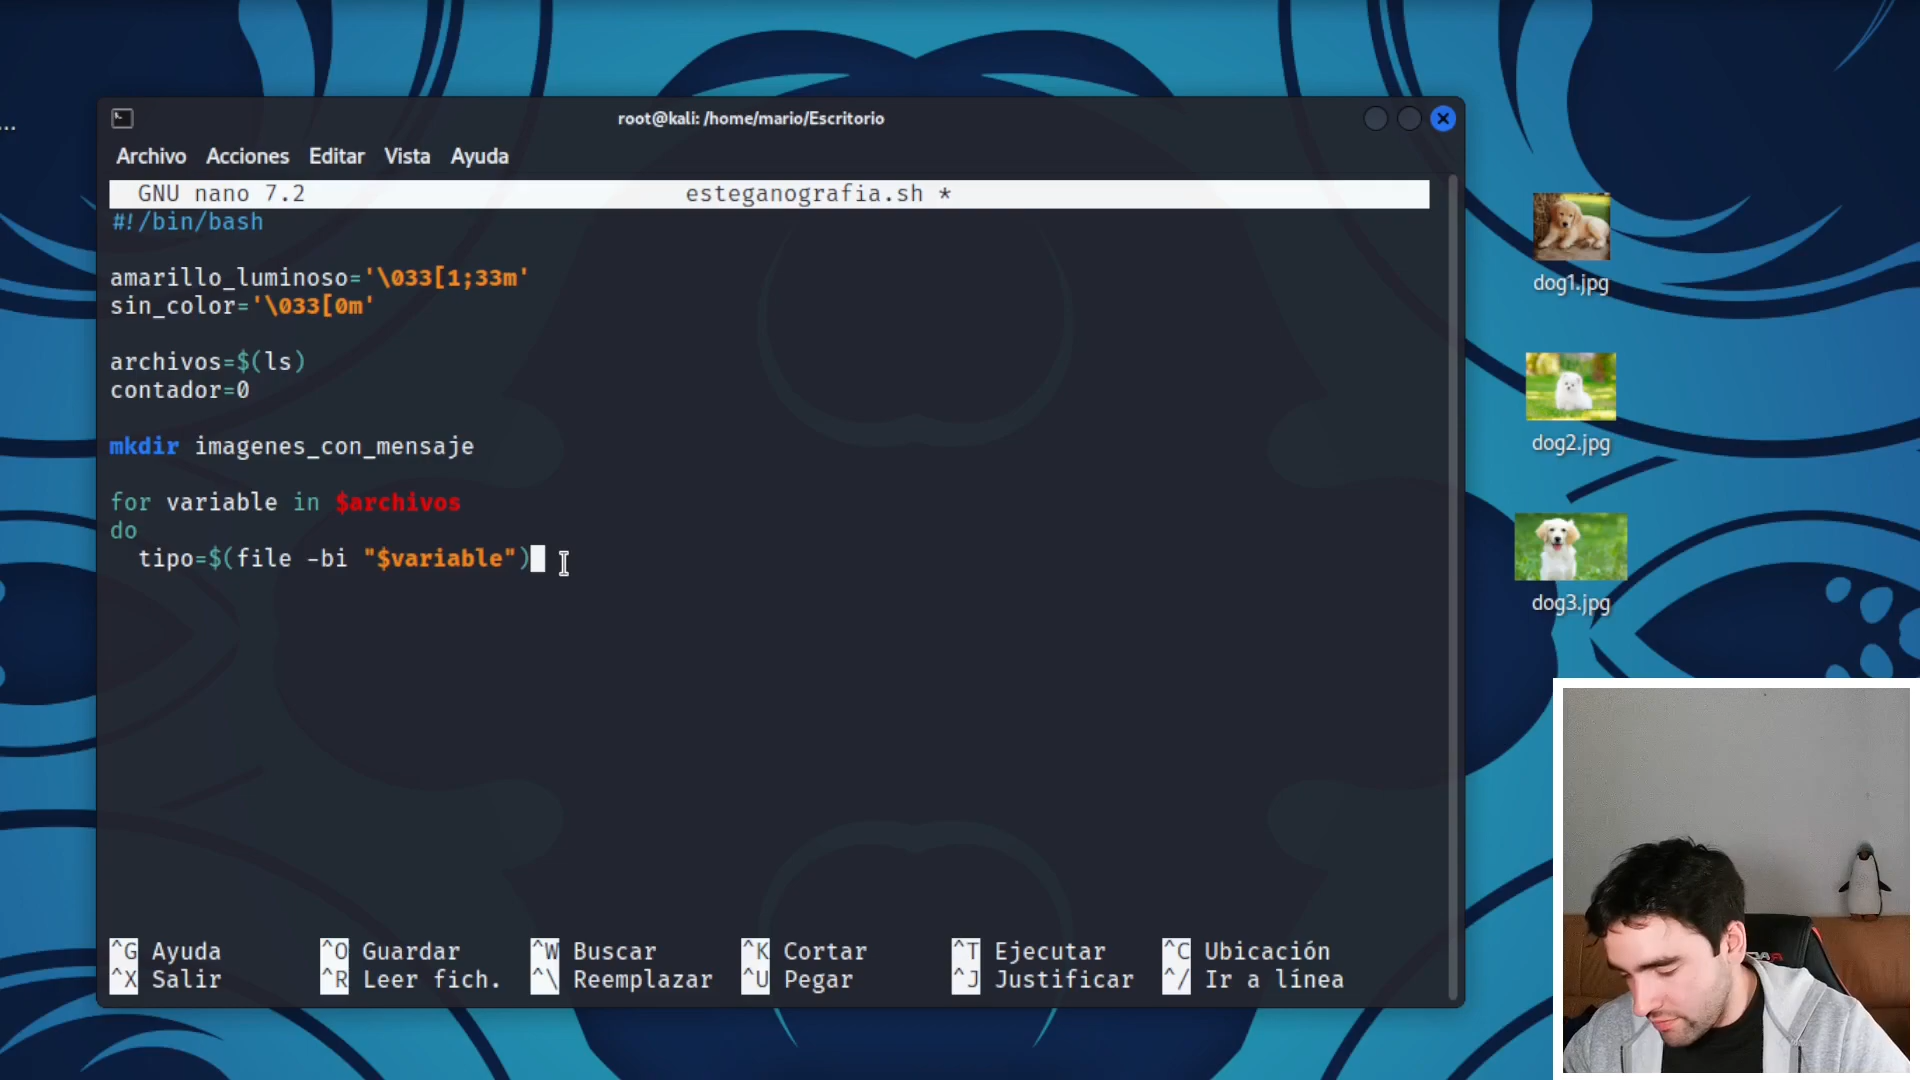 ...
root@kali: /home/mario/Escritorio
Archivo Acciones Editar Vista Ayuda
GNU nano 7.2 esteganografia.sh *
#!/bin/bash
amarillo_luminoso='\033[1;33m'
sin_color='\033[0m'
archivos=$(ls)
contador=0
mkdir imagenes_con_mensaje
for variable in $archivos
do
tipo=$(file -bi "$variable")
^G Ayuda ^O Guardar ^W Buscar ^K Cortar ^T Ejecutar ^C Ubicación
^X Salir ^R Leer fich. ^\ Reemplazar ^U Pegar ^J Justificar ^/ Ir a línea
dog1.jpg
dog2.jpg
dog3.jpg